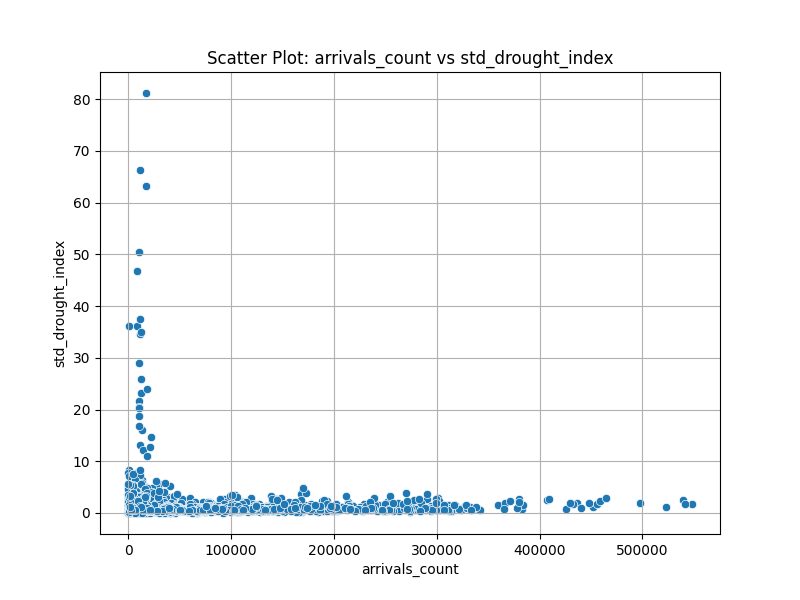 Scatter Plot: arrivals_count vs std_drought_index
std_drought_index
80
70
60
50
40
30
20
10
0
0 100000 200000 300000 400000 500000
arrivals_count